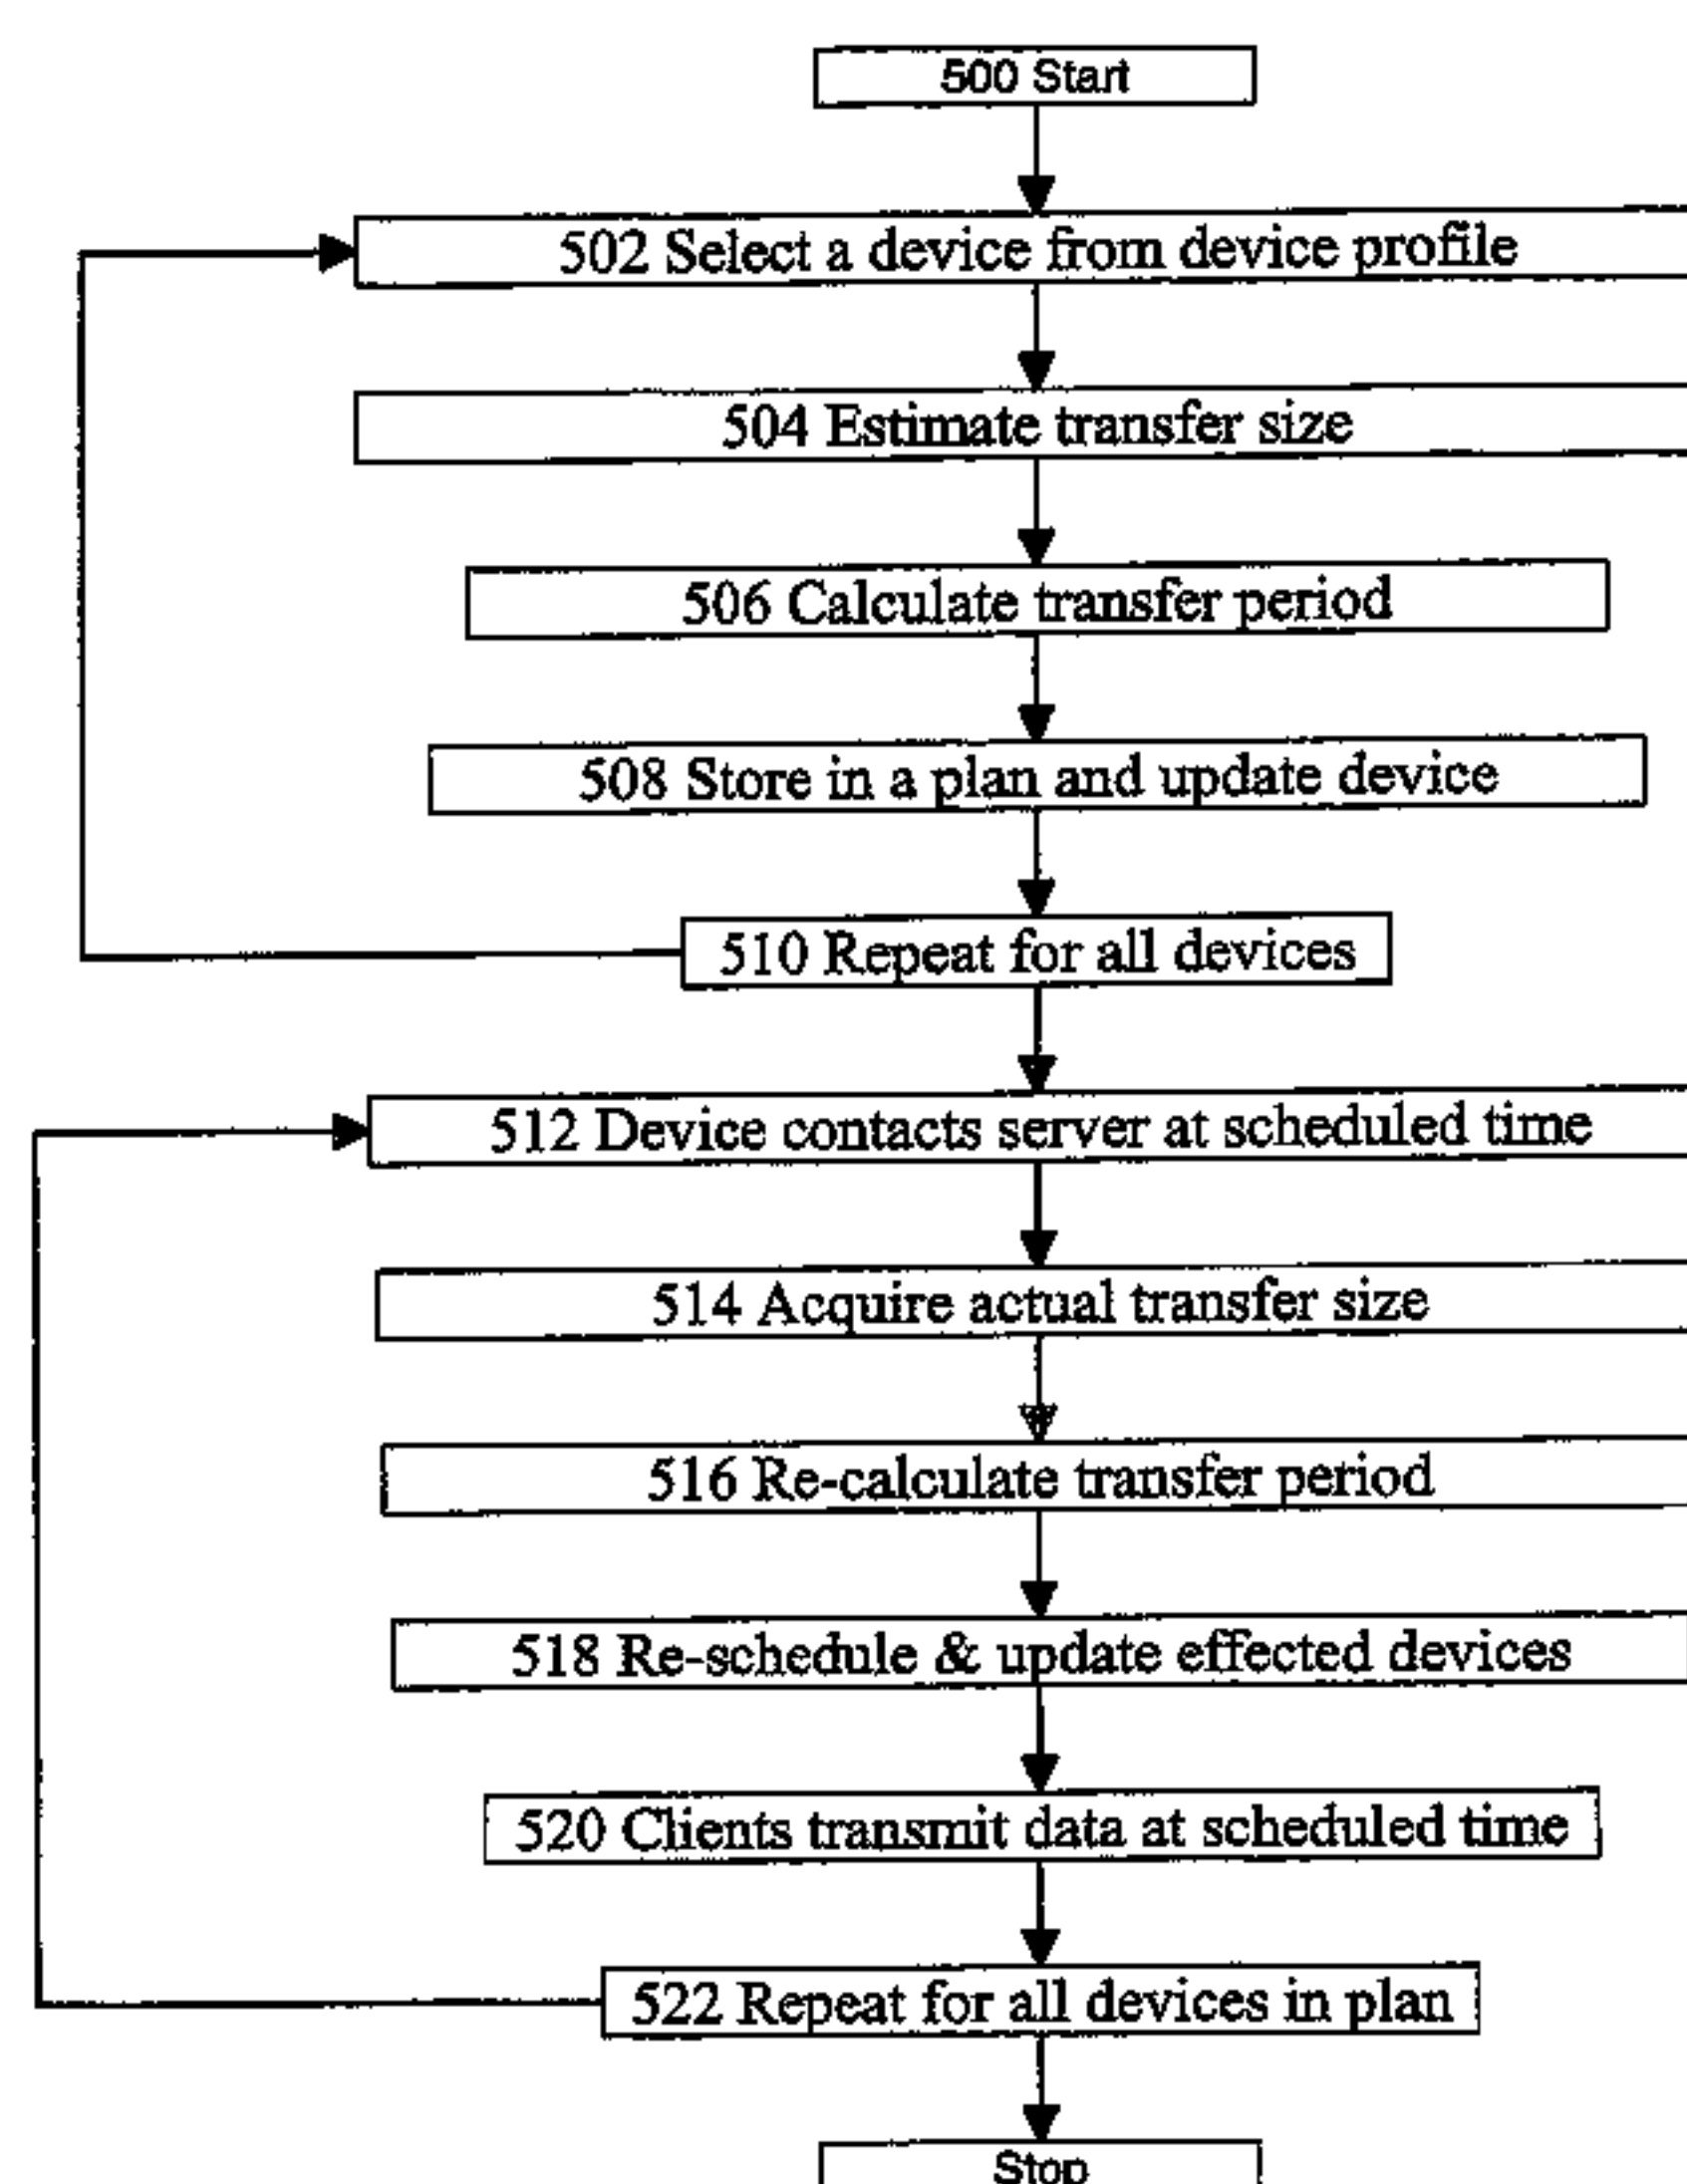 500 Start
502 Select a device from device profile
504 Estimate transfer size
506 Calculate transfer period
508 Store in a plan and update device
510 Repeat for all devices
512 Device contacts server at scheduled time
514 Acquire actual transfer size
516 Re-calculate transfer period
518 Re-schedule & update effected devices
520 Clients transmit data at scheduled time
522 Repeat for all devices in plan
Stop